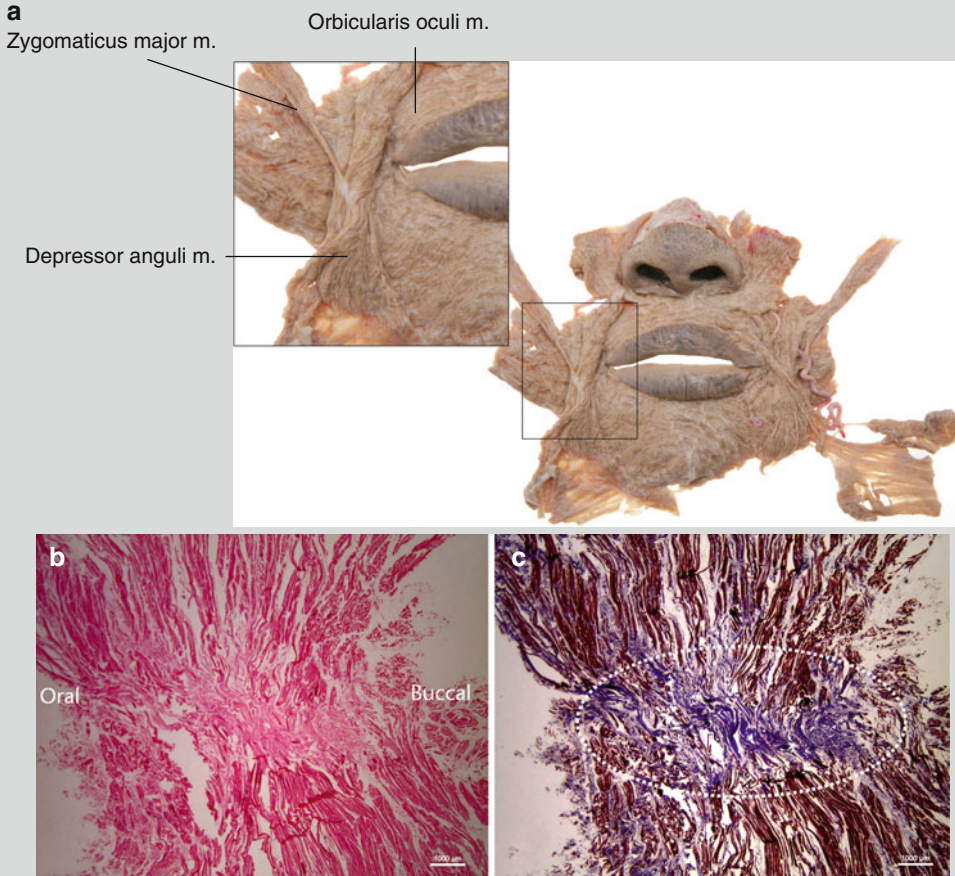 a
Orbicularis oculi m.
Zygomaticus major m.
Depressor anguli m.
b
Oral
Buccal
1000 µm
c
1000 µm